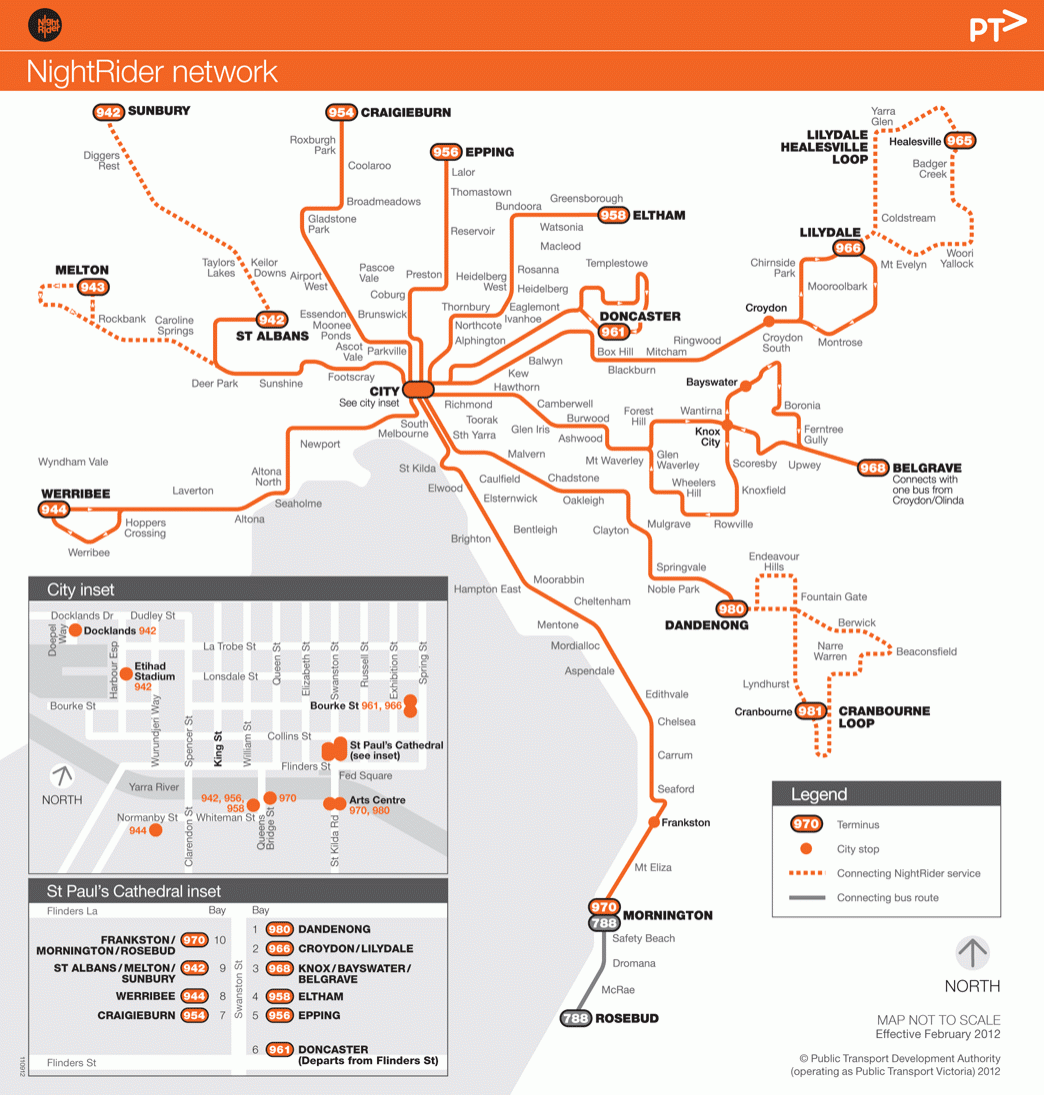 Night
Rider
PT>
NightRider network
942 SUNBURY
Diggers
Rest
Taylors
Lakes
Keilor
Downs
MELTON
943
Rockbank
Caroline
Springs
942
ST ALBANS
Deer Park
Sunshine
Footscray
954 CRAIGIEBURN
Roxburgh
Park
Coolaroo
Broadmeadows
Gladstone
Park
Airport
West
Pascoe
Vale
Coburg
Essendon
Moonee
Ponds
Ascot
Vale
Brunswick
Parkville
956 EPPING
Lalor
Thomastown
Reservoir
Preston
Thornbury
Northcote
Alphington
Bundoora
Greensborough
958 ELTHAM
Watsonia
Macleod
Rosanna
Heidelberg
West
Heidelberg
Eaglemont
Ivanhoe
Templestowe
DONCASTER
961
Yarra
Glen
LILYDALE
HEALESVILLE
LOOP
Healesville 965
Badger
Creek
Coldstream
Woori
Yallock
Mt Evelyn
LILYDALE
966
Chirnside
Park
Mooroolbark
Croydon
Croydon
South
Montrose
Ringwood
Box Hill
Mitcham
Blackburn
Balwyn
Kew
Hawthorn
CITY
See city inset
Richmond
Toorak
Sth Yarra
Camberwell
Burwood
Glen Iris
Ashwood
Malvern
Forest
Hill
Mt Waverley
Glen
Waverley
Wheelers
Hill
Mulgrave
Rowville
Knoxfield
Scoresby
Wantirna
Knox
City
Bayswater
Boronia
Ferntree
Gully
Upwey
968 BELGRAVE
Connects with
one bus from
Croydon/Olinda
South
Melbourne
Newport
Altona
North
Seaholme
Altona
Laverton
Wyndham Vale
WERRIBEE
944
Hoppers
Crossing
Werribee
St Kilda
Elwood
Caulfield
Elsternwick
Chadstone
Oakleigh
Clayton
Bentleigh
Brighton
Springvale
Noble Park
980
DANDENONG
Hampton East
Moorabbin
Cheltenham
Mentone
Mordialloc
Aspendale
Edithvale
Chelsea
Carrum
Seaford
Frankston
Mt Eliza
970
788
MORNINGTON
Safety Beach
Dromana
McRae
788 ROSEBUD
Endeavour
Hills
Fountain Gate
Berwick
Narre
Warren
Beaconsfield
Lyndhurst
Cranbourne 981
CRANBOURNE
LOOP
City inset
Docklands Dr
Dudley St
Doepel
Way
Docklands 942
Harbour Esp
Etihad
Stadium
942
La Trobe St
Lonsdale St
Bourke St
Bourke St 961, 966
Wurundjeri Way
Spencer St
King St
William St
Queen St
Elizabeth St
Swanston St
Russell St
Exhibition St
Spring St
Collins St
St Paul's Cathedral
(see inset)
Flinders St
Fed Square
NORTH
Yarra River
942, 956,
958
970
Arts Centre
970, 980
Normanby St
944
Whiteman St
Clarendon St
Queens
Bridge St
St Kilda Rd
St Paul's Cathedral inset
Flinders La
Bay
Bay
FRANKSTON/
MORNINGTON/ROSEBUD
970 10
ST ALBANS/MELTON/
SUNBURY
942 9
WERRIBEE 944 8
CRAIGIEBURN 954 7
Swanston St
1 980 DANDENONG
2 966 CROYDON/LILYDALE
3 968 KNOX/BAYSWATER/
BELGRAVE
4 958 ELTHAM
5 956 EPPING
6 961 DONCASTER
(Departs from Flinders St)
Flinders St
110912
Legend
970 Terminus
City stop
Connecting NightRider service
Connecting bus route
NORTH
MAP NOT TO SCALE
Effective February 2012
© Public Transport Development Authority
(operating as Public Transport Victoria) 2012